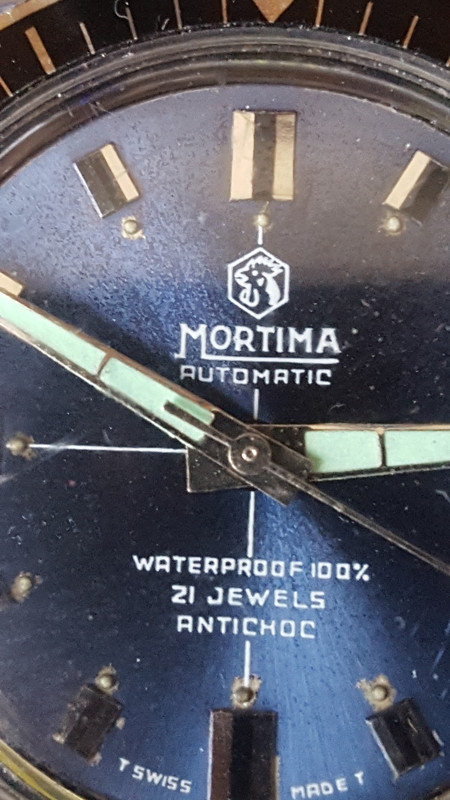 MORTIMA
AUTOMATIC
WATERPROOF 100%
21 JEWELS
ANTICHOC
T SWISS MADE T